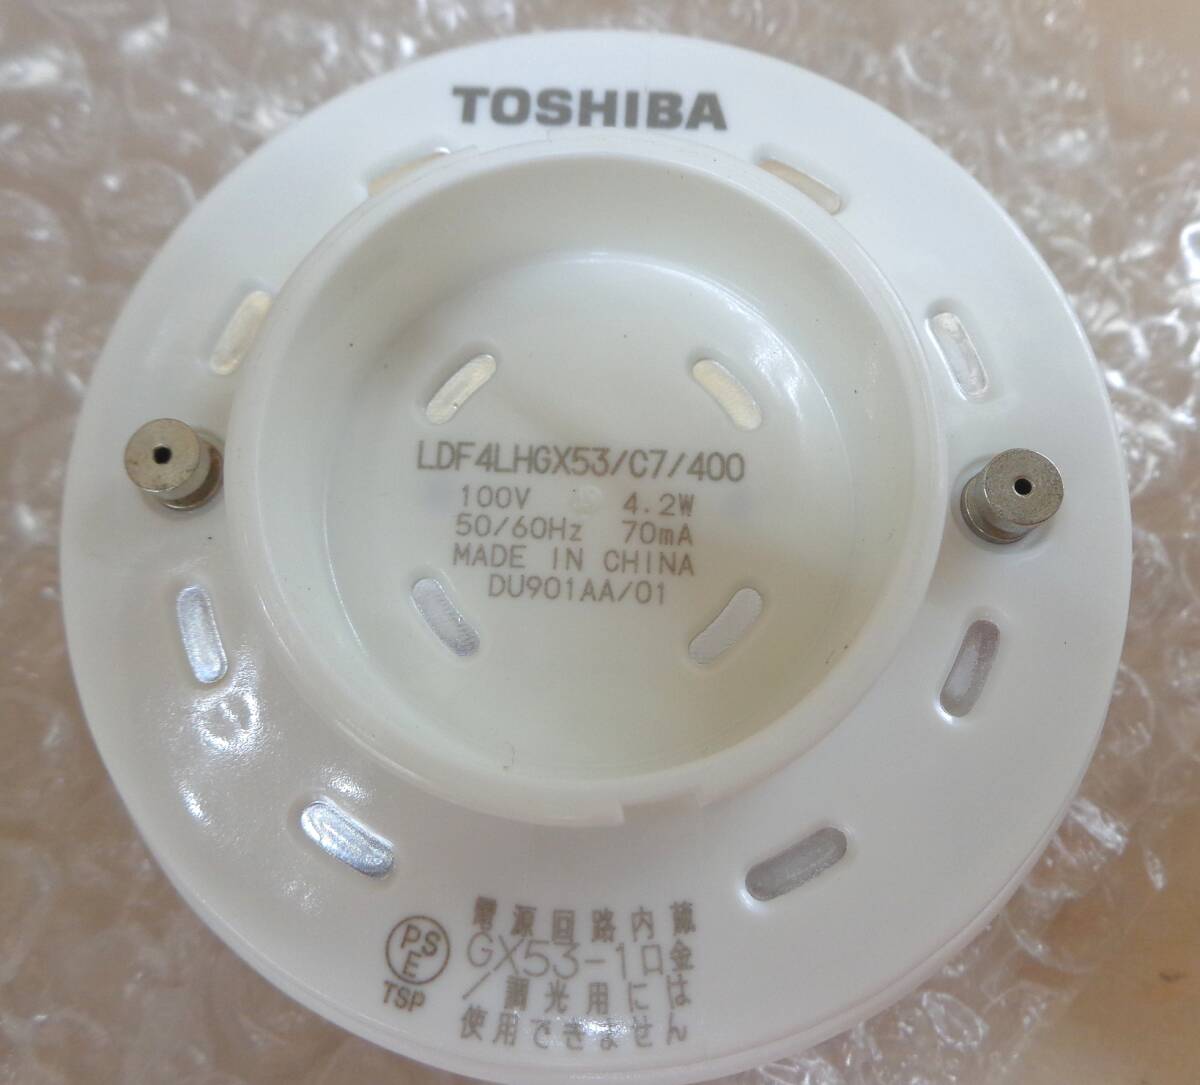 TOSHIBA
LDF4LHGX53/C7/400
100V 4.2W
50/60Hz 70mA
MADE IN CHINA
DU901AA/01
PSE
TSP
電源回路内蔵
GX53-1口金
/調光用には
使用できません